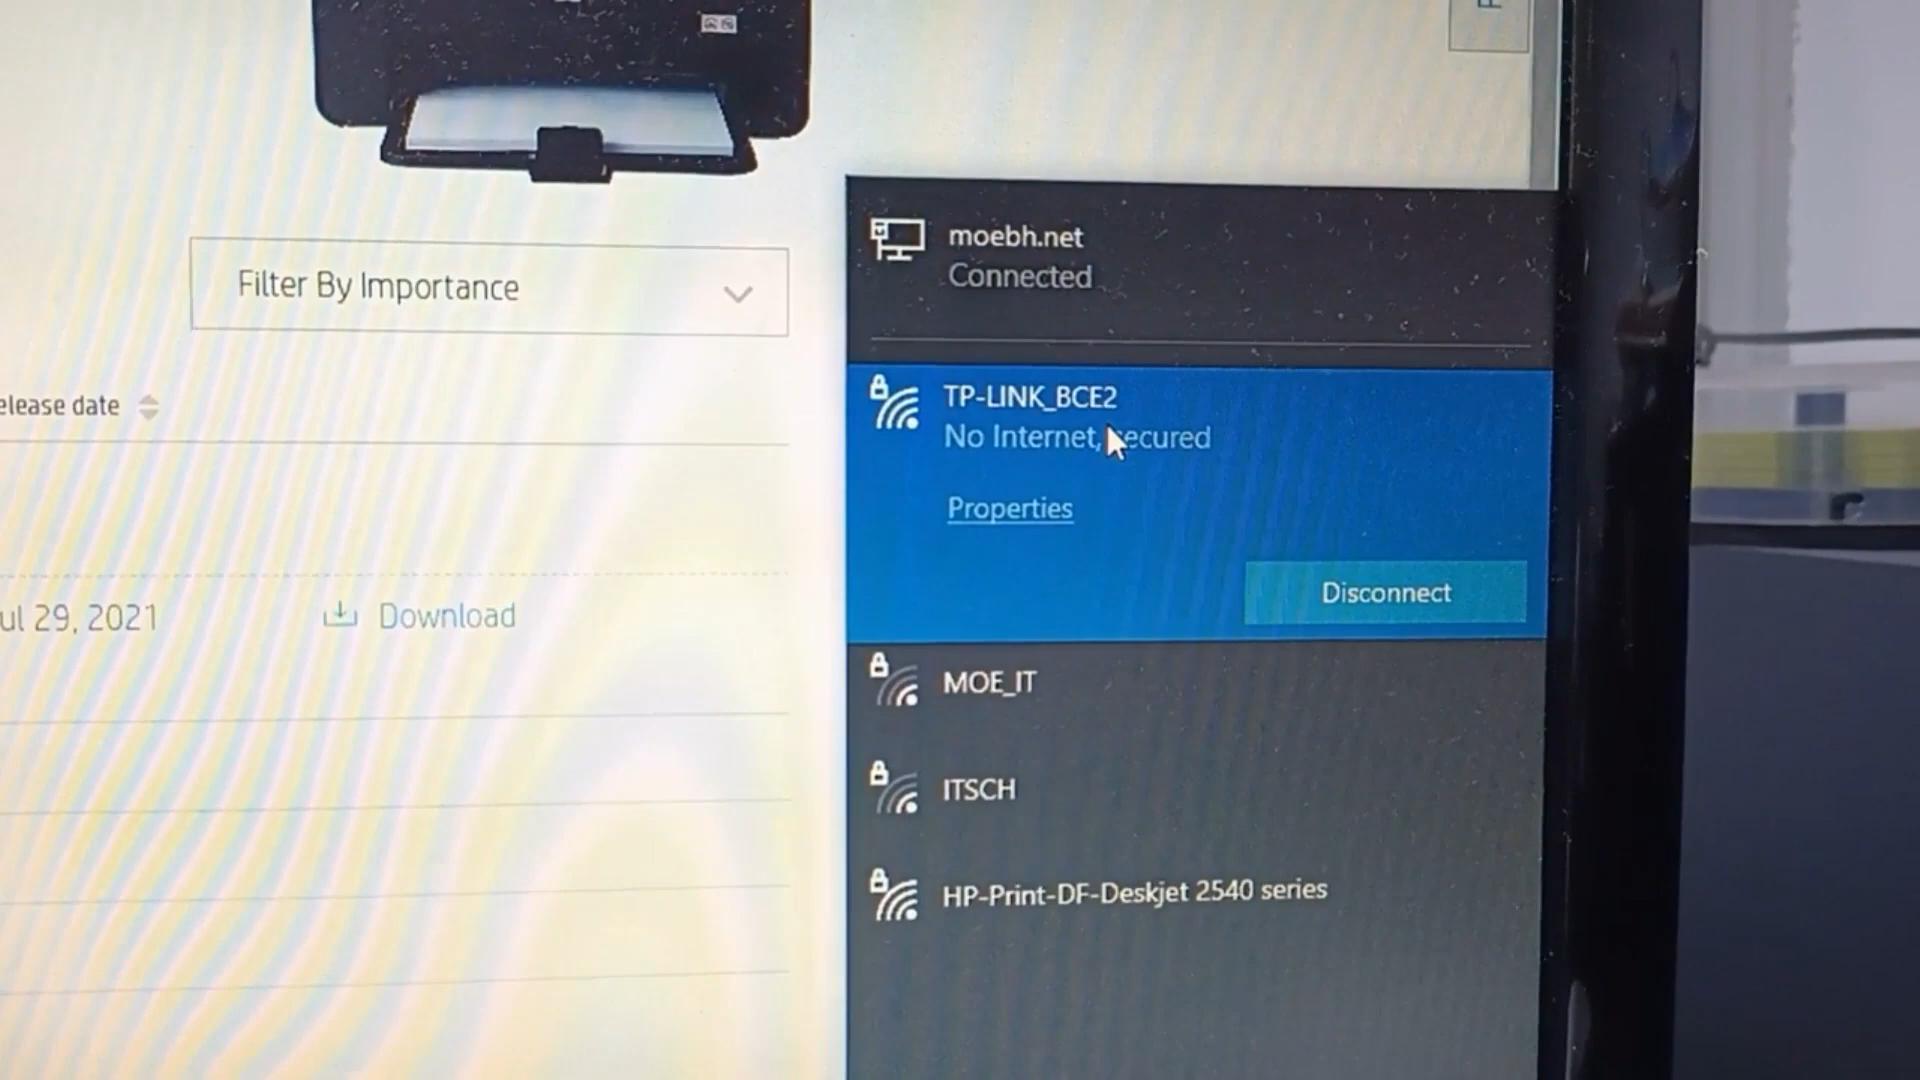 Filter By Importance
elease date
ul 29, 2021
Download
moebh.net
Connected
TP-LINK_BCE2
No Internet, ecured
Properties
Disconnect
MOE_IT
ITSCH
HP-Print-DF-Deskjet 2540 series